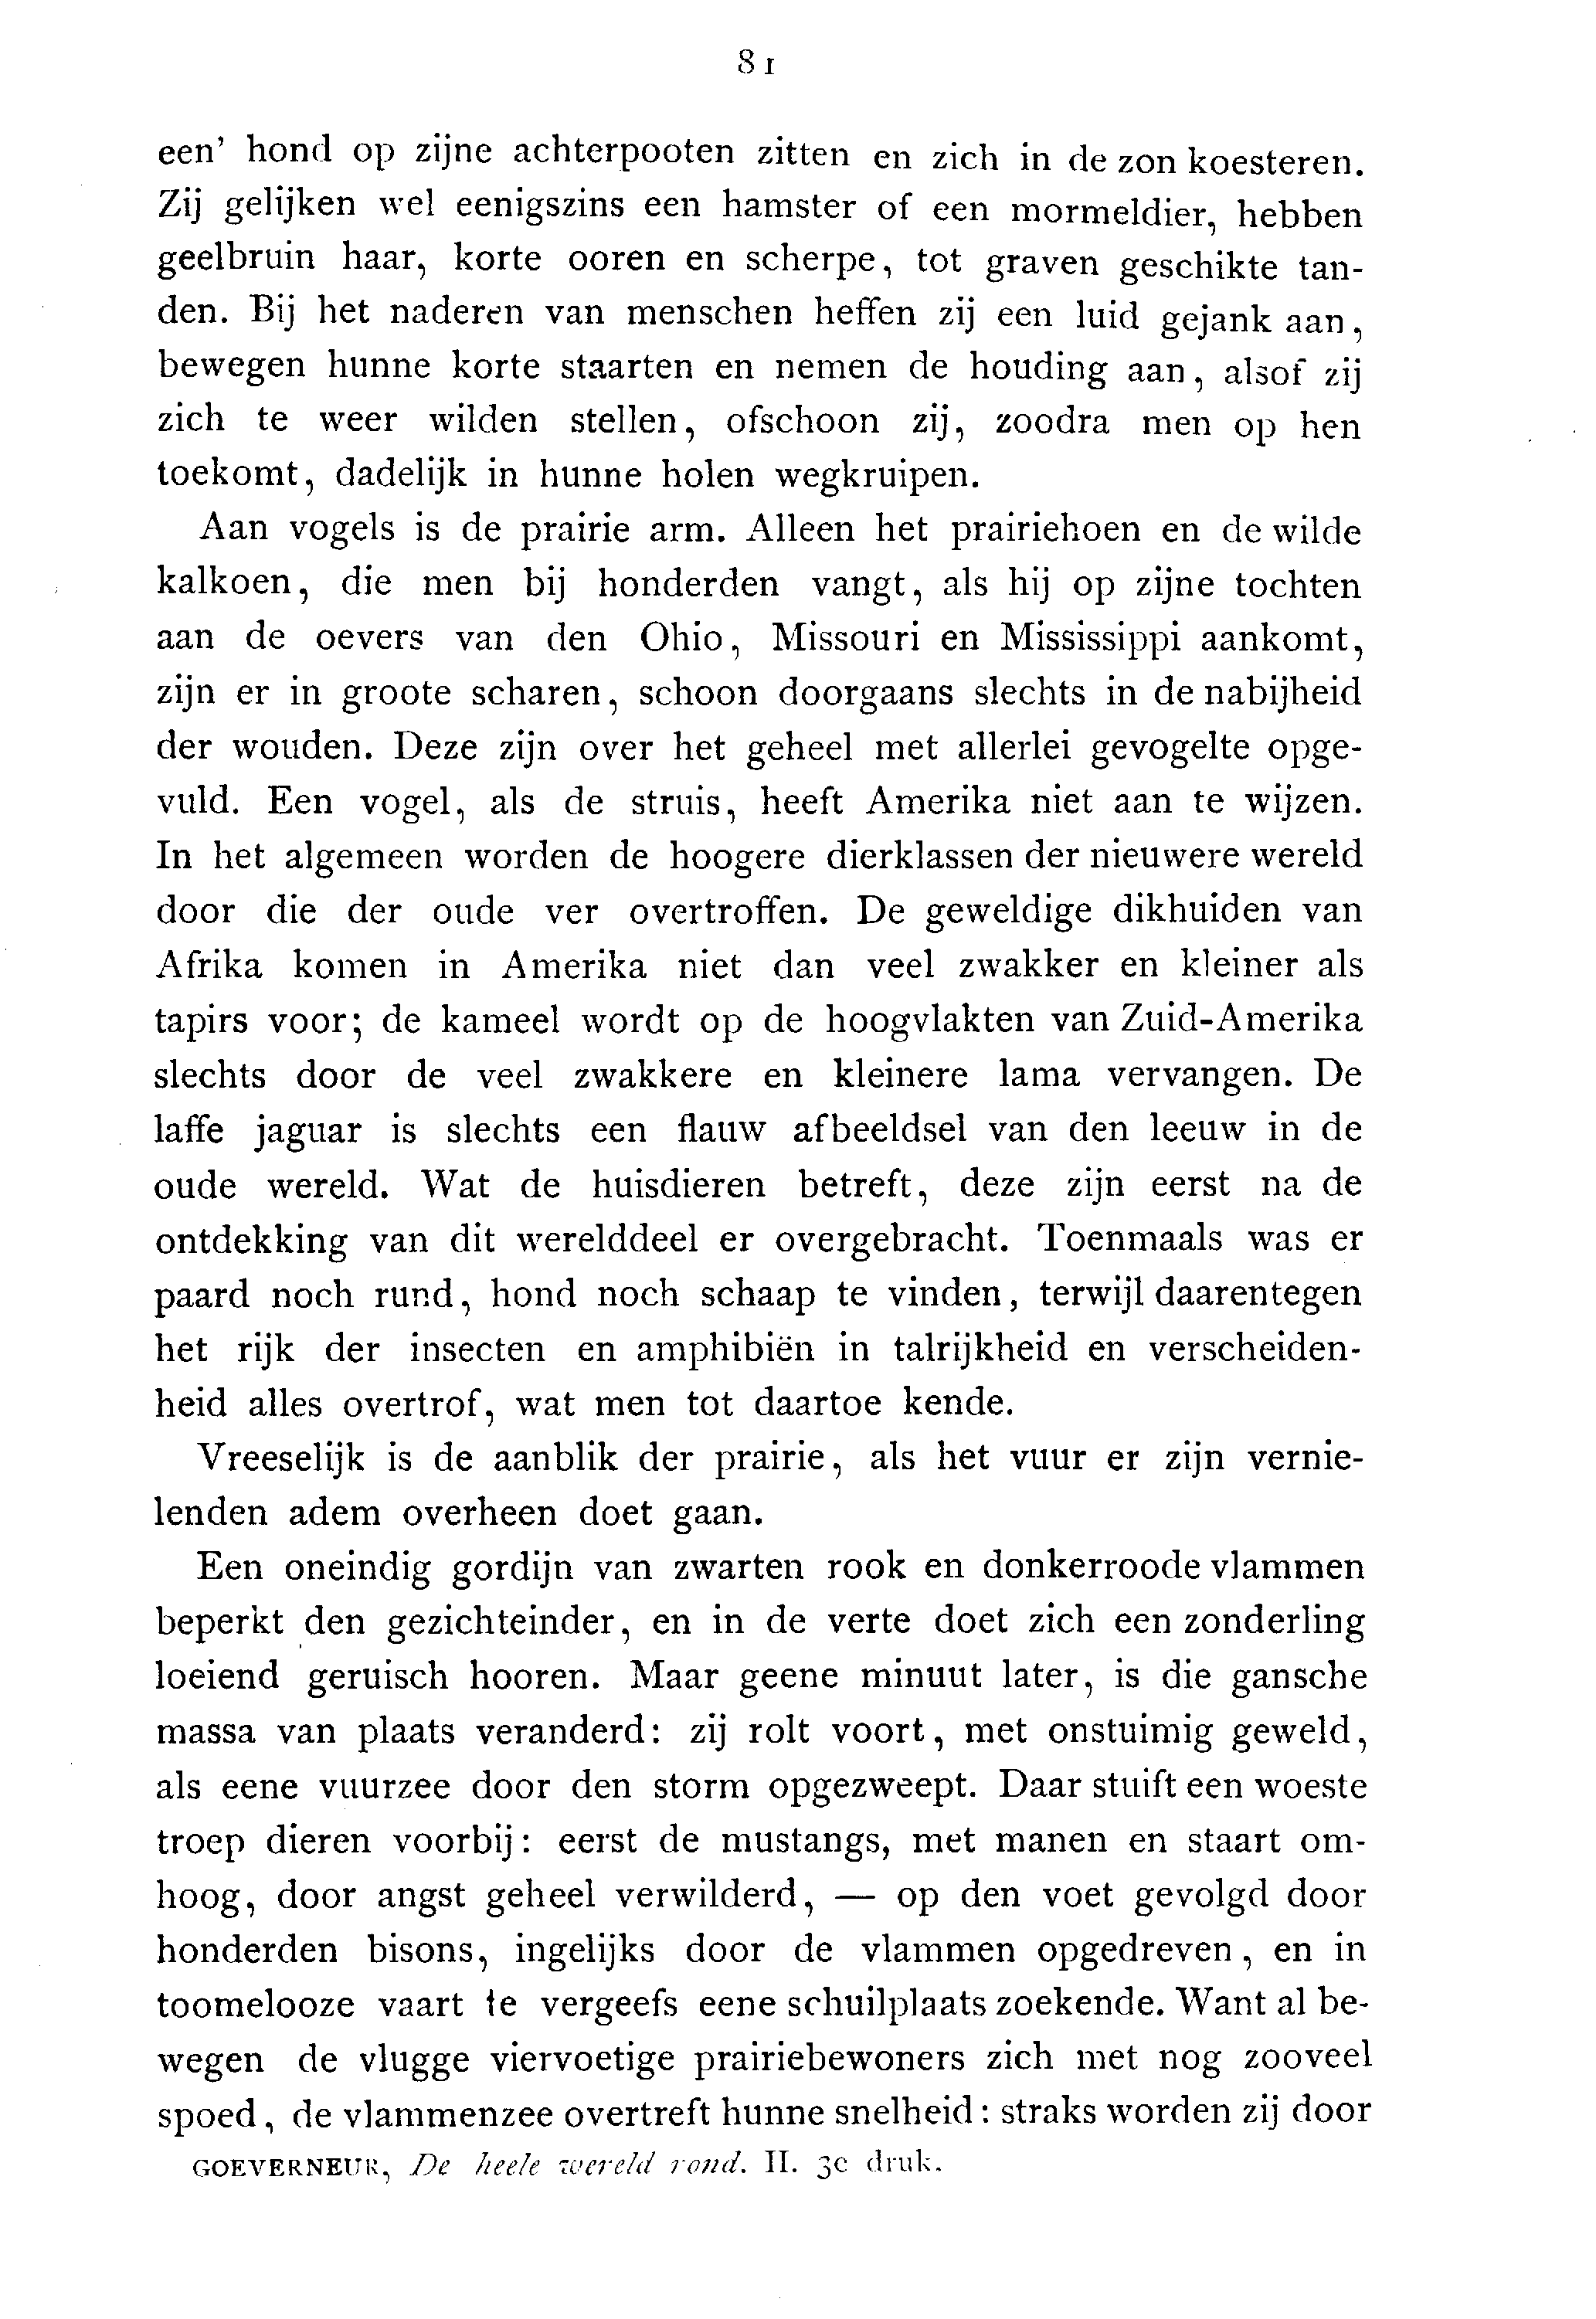 81
een' hond op zijne achterpooten zitten en zich in de zon koesteren.
Zij gelijken wel eenigszins een hamster of een mormeldier, hebben
geelbruin haar, korte ooren en scherpe, tot graven geschikte tan-
den. Bij het naderen van menschen heffen zij een luid gejank aan,
bewegen hunne korte staarten en nemen de houding aan, alsof zij
zich te weer wilden stellen, ofschoon zij, zoodra men op hen
toekomt, dadelijk in hunne holen wegkruipen.
Aan vogels is de prairie arm. Alleen het prairiehoen en de wilde
kalkoen, die men bij honderden vangt, als hij op zijne tochten
aan de oevers van den Ohio, Missouri en Mississippi aankomt,
zijn er in groote scharen, schoon doorgaans slechts in de nabijheid
der wouden. Deze zijn over het geheel met allerlei gevogelte opge-
vuld. Een vogel, als de struis, heeft Amerika niet aan te wijzen.
In het algemeen worden de hoogere dierklassen der nieuwere wereld
door die der oude ver overtroffen. De geweldige dikhuiden van
Afrika komen in Amerika niet dan veel zwakker en kleiner als
tapirs voor; de kameel wordt op de hoogvlakten van Zuid-Amerika
slechts door de veel zwakkere en kleinere lama vervangen. De
laffe jaguar is slechts een flauw afbeeldsel van den leeuw in de
oude wereld. Wat de huisdieren betreft, deze zijn eerst na de
ontdekking van dit werelddeel er overgebracht. Toenmaals was er
paard noch rund, hond noch schaap te vinden, terwijl daarentegen
het rijk der insecten en amphibiën in talrijkheid en verscheiden-
heid alles overtrof, wat men tot daartoe kende.
Vreeselijk is de aanblik der prairie, als het vuur er zijn vernie-
lenden adem overheen doet gaan.
Een oneindig gordijn van zwarten rook en donkerroode vlammen
beperkt den gezichteinder, en in de verte doet zich een zonderling
loeiend geruisch hooren. Maar geene minuut later, is die gansche
massa van plaats veranderd: zij rolt voort, met onstuimig geweld,
als eene vuurzee door den storm opgezweept. Daar stuift een woeste
troep dieren voorbij: eerst de mustangs, met manen en staart om-
hoog, door angst geheel verwilderd, — op den voet gevolgd door
honderden bisons, ingelijks door de vlammen opgedreven, en in
toomelooze vaart te vergeefs eene schuilplaats zoekende. Want al be-
wegen de vlugge viervoetige prairiebewoners zich met nog zooveel
spoed, de vlammenzee overtreft hunne snelheid: straks worden zij door
GOEVERNEUR, De heele wereld rond. II. 3e druk.